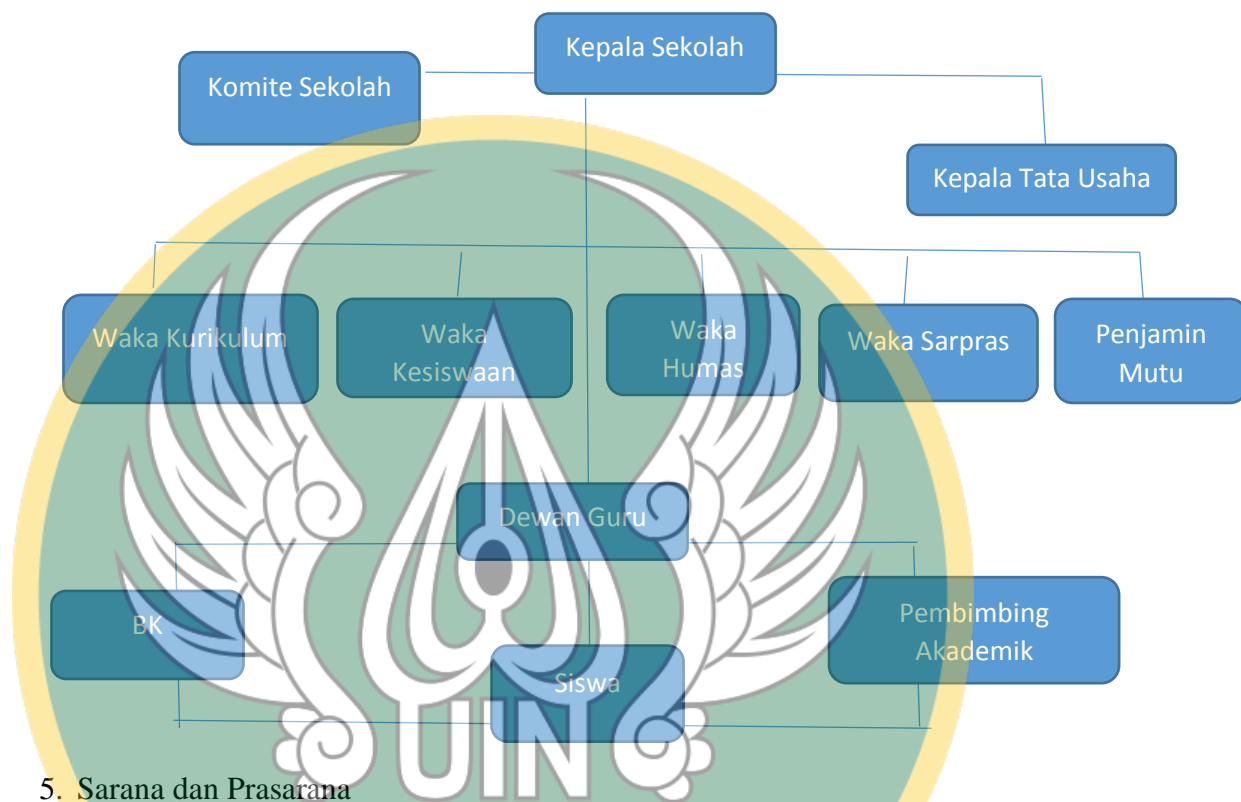 Kepala Sekolah
Komite Sekolah
Kepala Tata Usaha
Waka Kurikulum
Waka
Kesiswaan
Waka
Humas
Waka Sarpras
Penjamin
Mutu
Dewan Guru
BK
Pembimbing
Akademik
Siswa
UIN
5. Sarana dan Prasarana